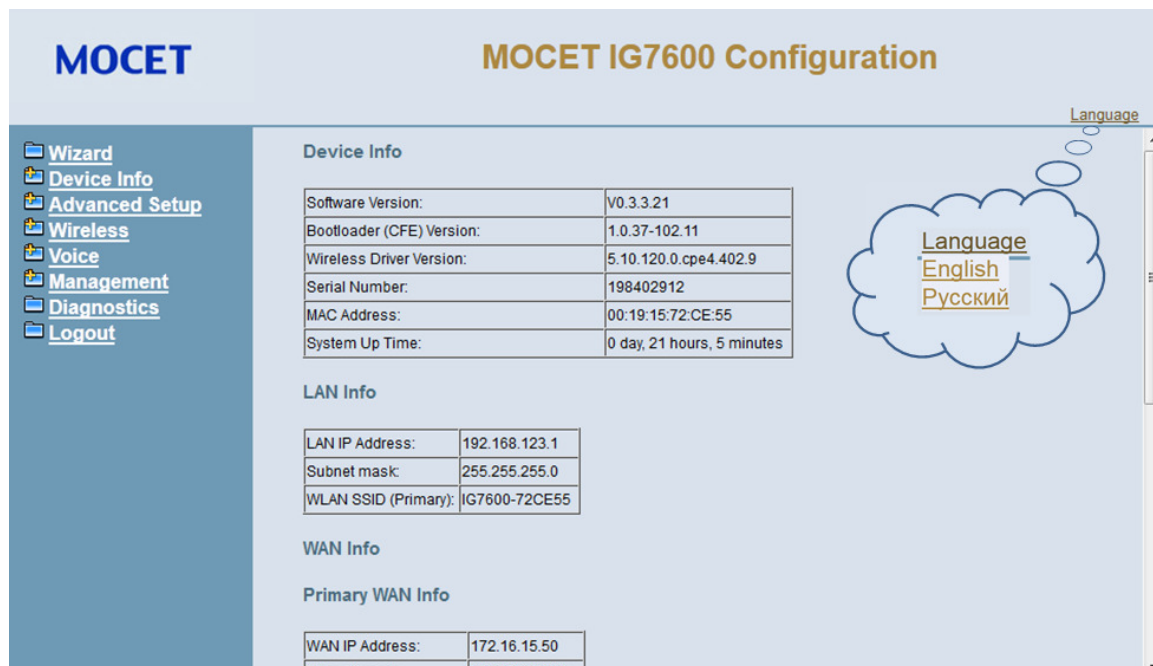 MOCET
MOCET IG7600 Configuration
Language
Wizard
Device Info
Advanced Setup
Wireless
Voice
Management
Diagnostics
Logout
Device Info
Software Version: V0.3.3.21
Bootloader (CFE) Version: 1.0.37-102.11
Wireless Driver Version: 5.10.120.0.cpe4.402.9
Serial Number: 198402912
MAC Address: 00:19:15:72:CE:55
System Up Time: 0 day, 21 hours, 5 minutes
Language
English
Русский
LAN Info
LAN IP Address: 192.168.123.1
Subnet mask: 255.255.255.0
WLAN SSID (Primary): IG7600-72CE55
WAN Info
Primary WAN Info
WAN IP Address: 172.16.15.50